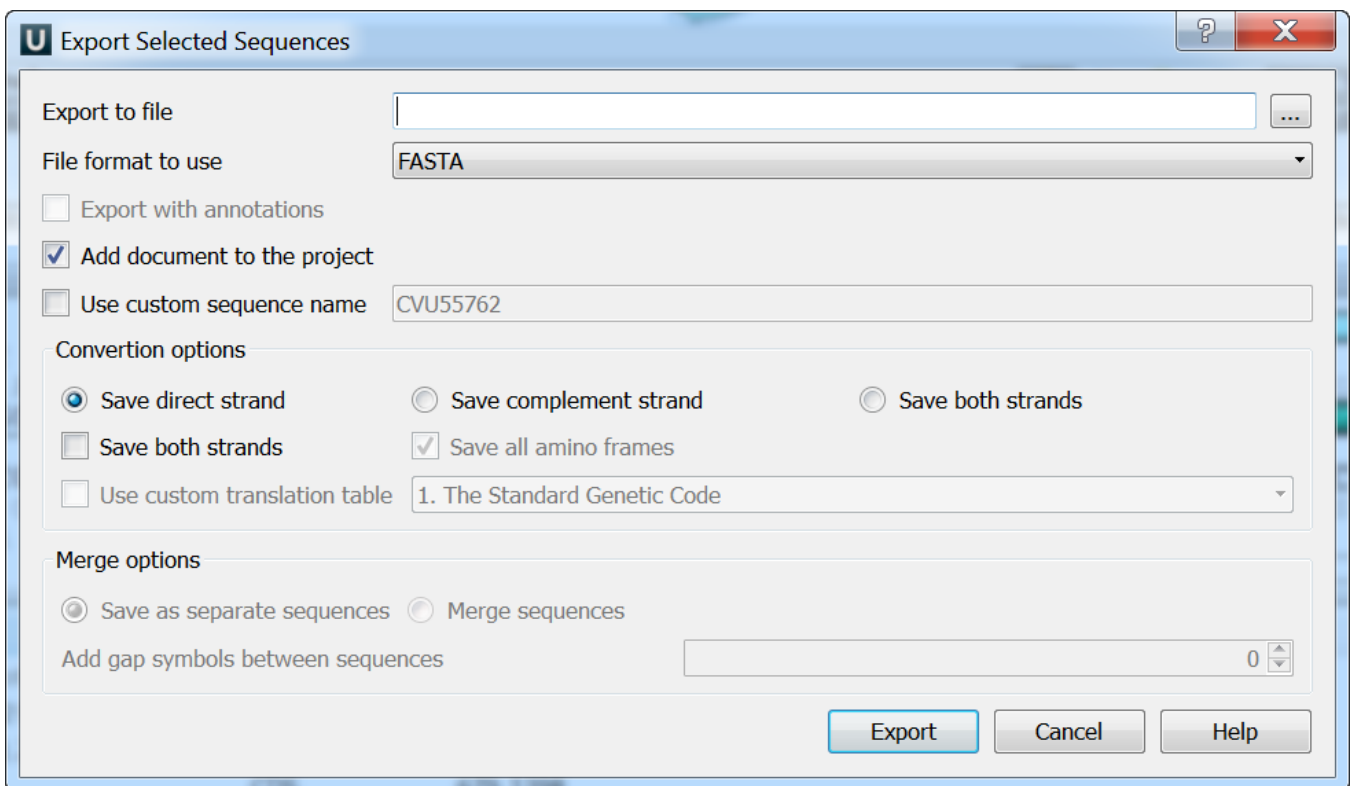 U Export Selected Sequences
Export to file ...
File format to use FASTA
Export with annotations
Add document to the project
Use custom sequence name CVU55762
Convertion options
Save direct strand Save complement strand Save both strands
Save both strands Save all amino frames
Use custom translation table 1. The Standard Genetic Code
Merge options
Save as separate sequences Merge sequences
Add gap symbols between sequences 0
Export Cancel Help